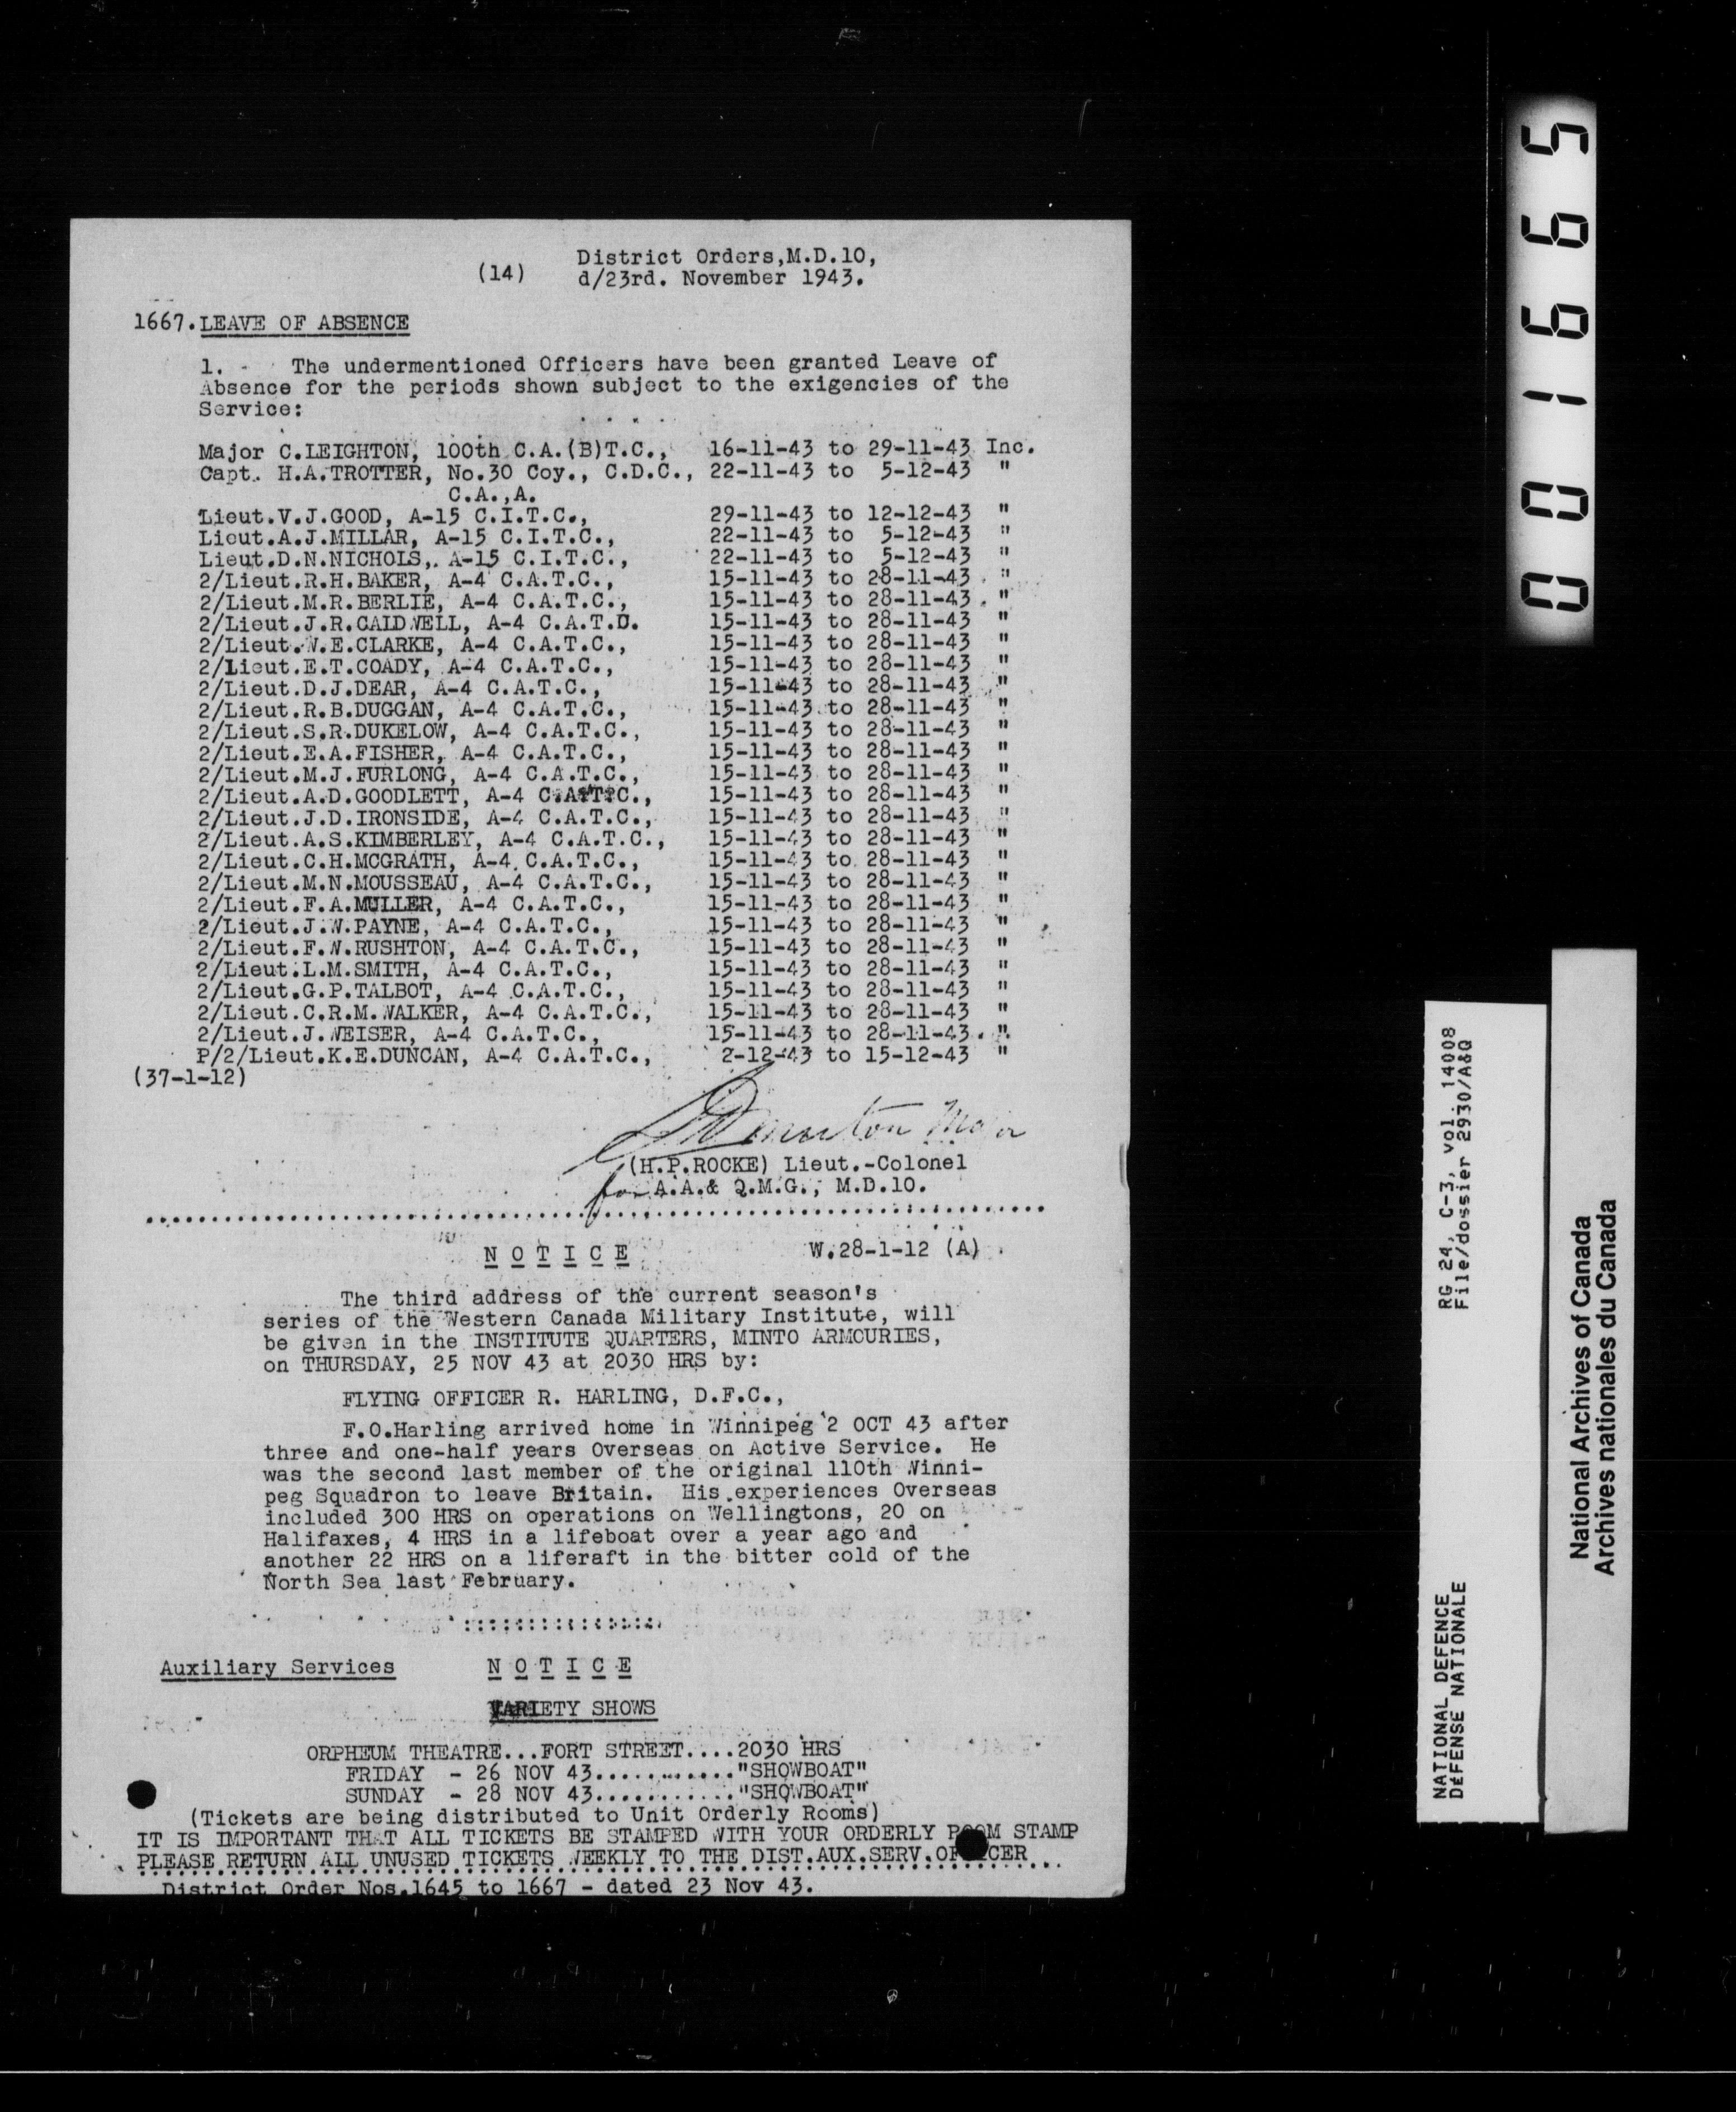 District Orders,M.D.10,
(14) d/23rd. November 1943.
1667.LEAVE OF ABSENCE
1. - The undermentioned Officers have been granted Leave of
Absence for the periods shown subject to the exigencies of the
Service:
Major C.LEIGHTON, 100th C.A.(B)T.C., 16-11-43 to 29-11-43 Inc.
Capt. H.A.TROTTER, No.30 Coy., C.D.C., 22-11-43 to 5-12-43 "
C.A.,A.
Lieut.V.J.GOOD, A-15 C.I.T.C., 29-11-43 to 12-12-43 "
Lieut.A.J.MILLAR, A-15 C.I.T.C., 22-11-43 to 5-12-43 "
Lieut.D.N.NICHOLS, A-15 C.I.T.C., 22-11-43 to 5-12-43 "
2/Lieut.R.H.BAKER, A-4 C.A.T.C., 15-11-43 to 28-11-43 "
2/Lieut.M.R.BERLIE, A-4 C.A.T.C., 15-11-43 to 28-11-43 "
2/Lieut.J.R.CALDWELL, A-4 C.A.T.C. 15-11-43 to 28-11-43 "
2/Lieut.W.E.CLARKE, A-4 C.A.T.C., 15-11-43 to 28-11-43 "
2/Lieut.E.T.COADY, A-4 C.A.T.C., 15-11-43 to 28-11-43 "
2/Lieut.D.J.DEAR, A-4 C.A.T.C., 15-11-43 to 28-11-43 "
2/Lieut.R.B.DUGGAN, A-4 C.A.T.C., 15-11-43 to 28-11-43 "
2/Lieut.S.R.DUKELOW, A-4 C.A.T.C., 15-11-43 to 28-11-43 "
2/Lieut.E.A.FISHER, A-4 C.A.T.C., 15-11-43 to 28-11-43 "
2/Lieut.M.J.FURLONG, A-4 C.A.T.C., 15-11-43 to 28-11-43 "
2/Lieut.A.D.GOODLETT, A-4 C.A.T.C., 15-11-43 to 28-11-43 "
2/Lieut.J.D.IRONSIDE, A-4 C.A.T.C., 15-11-43 to 28-11-43 "
2/Lieut.A.S.KIMBERLEY, A-4 C.A.T.C., 15-11-43 to 28-11-43 "
2/Lieut.C.H.MCGRATH, A-4 C.A.T.C., 15-11-43 to 28-11-43 "
2/Lieut.M.N.MOUSSEAU, A-4 C.A.T.C., 15-11-43 to 28-11-43 "
2/Lieut.F.A.MULLER, A-4 C.A.T.C., 15-11-43 to 28-11-43 "
2/Lieut.J.W.PAYNE, A-4 C.A.T.C., 15-11-43 to 28-11-43 "
2/Lieut.F.W.RUSHTON, A-4 C.A.T.C., 15-11-43 to 28-11-43 "
2/Lieut.L.M.SMITH, A-4 C.A.T.C., 15-11-43 to 28-11-43 "
2/Lieut.G.P.TALBOT, A-4 C.A.T.C., 15-11-43 to 28-11-43 "
2/Lieut.C.R.M.WALKER, A-4 C.A.T.C., 15-11-43 to 28-11-43 "
2/Lieut.J.WEISER, A-4 C.A.T.C., 15-11-43 to 28-11-43 "
P/2/Lieut.K.E.DUNCAN, A-4 C.A.T.C., 2-12-43 to 15-12-43 "
(37-1-12)
Major
(H.P.ROCKE) Lieut.-Colonel
for A.A.& Q.M.G., M.D.10.
N O T I C E W.28-1-12 (A)
The third address of the current season's
series of the Western Canada Military Institute, will
be given in the INSTITUTE QUARTERS, MINTO ARMOURIES,
on THURSDAY, 25 NOV 43 at 2030 HRS by:
FLYING OFFICER R. HARLING, D.F.C.,
F.O.Harling arrived home in Winnipeg 2 OCT 43 after
three and one-half years Overseas on Active Service. He
was the second last member of the original 110th Winni-
peg Squadron to leave Britain. His experiences Overseas
included 300 HRS on operations on Wellingtons, 20 on
Halifaxes, 4 HRS in a lifeboat over a year ago and
another 22 HRS on a liferaft in the bitter cold of the
North Sea last February.
::::::::::::::::
Auxiliary Services N O T I C E
VARIETY SHOWS
ORPHEUM THEATRE...FORT STREET....2030 HRS
FRIDAY - 26 NOV 43............"SHOWBOAT"
SUNDAY - 28 NOV 43............"SHOWBOAT"
(Tickets are being distributed to Unit Orderly Rooms)
IT IS IMPORTANT THAT ALL TICKETS BE STAMPED WITH YOUR ORDERLY ROOM STAMP
PLEASE RETURN ALL UNUSED TICKETS WEEKLY TO THE DIST.AUX.SERV.OFFICER
District Order Nos.1645 to 1667 - dated 23 Nov 43.
001665
NATIONAL DEFENCE RG 24, C-3, vol. 14008
DÉFENSE NATIONALE File/dossier 2930/A&Q
National Archives of Canada
Archives nationales du Canada